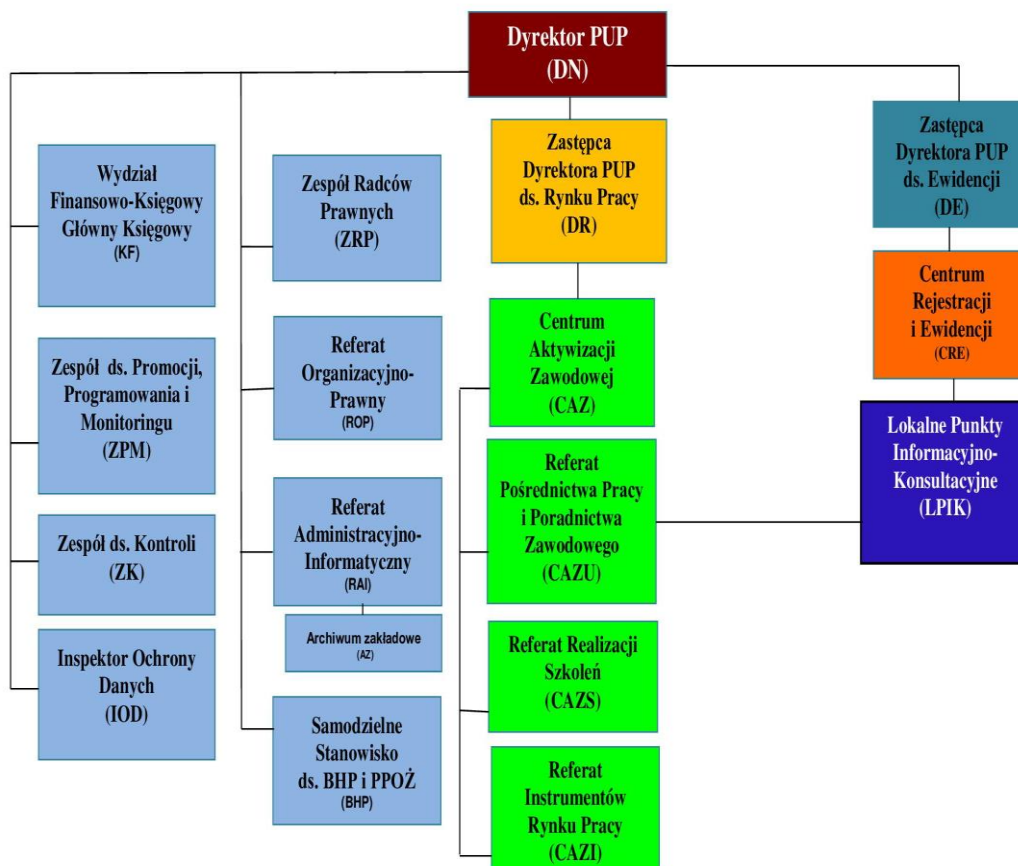 Dyrektor PUP
(DN)
Zastępca
Dyrektora PUP
ds. Rynku Pracy
(DR)
Zastępca
Dyrektora PUP
ds. Ewidencji
(DE)
Wydział
Finansowo-Księgowy
Główny Księgowy
(KF)
Zespół Radców
Prawnych
(ZRP)
Centrum
Rejestracji
i Ewidencji
(CRE)
Centrum
Aktywizacji
Zawodowej
(CAZ)
Zespół ds. Promocji,
Programowania i
Monitoringu
(ZPM)
Referat
Organizacyjno-
Prawny
(ROP)
Lokalne Punkty
Informacyjno-
Konsultacyjne
(LPIK)
Referat
Pośrednictwa Pracy
i Poradnictwa
Zawodowego
(CAZU)
Zespół ds. Kontroli
(ZK)
Referat
Administracyjno-
Informatyczny
(RAI)
Archiwum zakładowe
(AZ)
Inspektor Ochrony
Danych
(IOD)
Referat Realizacji
Szkoleń
(CAZS)
Samodzielne
Stanowisko
ds. BHP i PPOŻ
(BHP)
Referat
Instrumentów
Rynku Pracy
(CAZI)